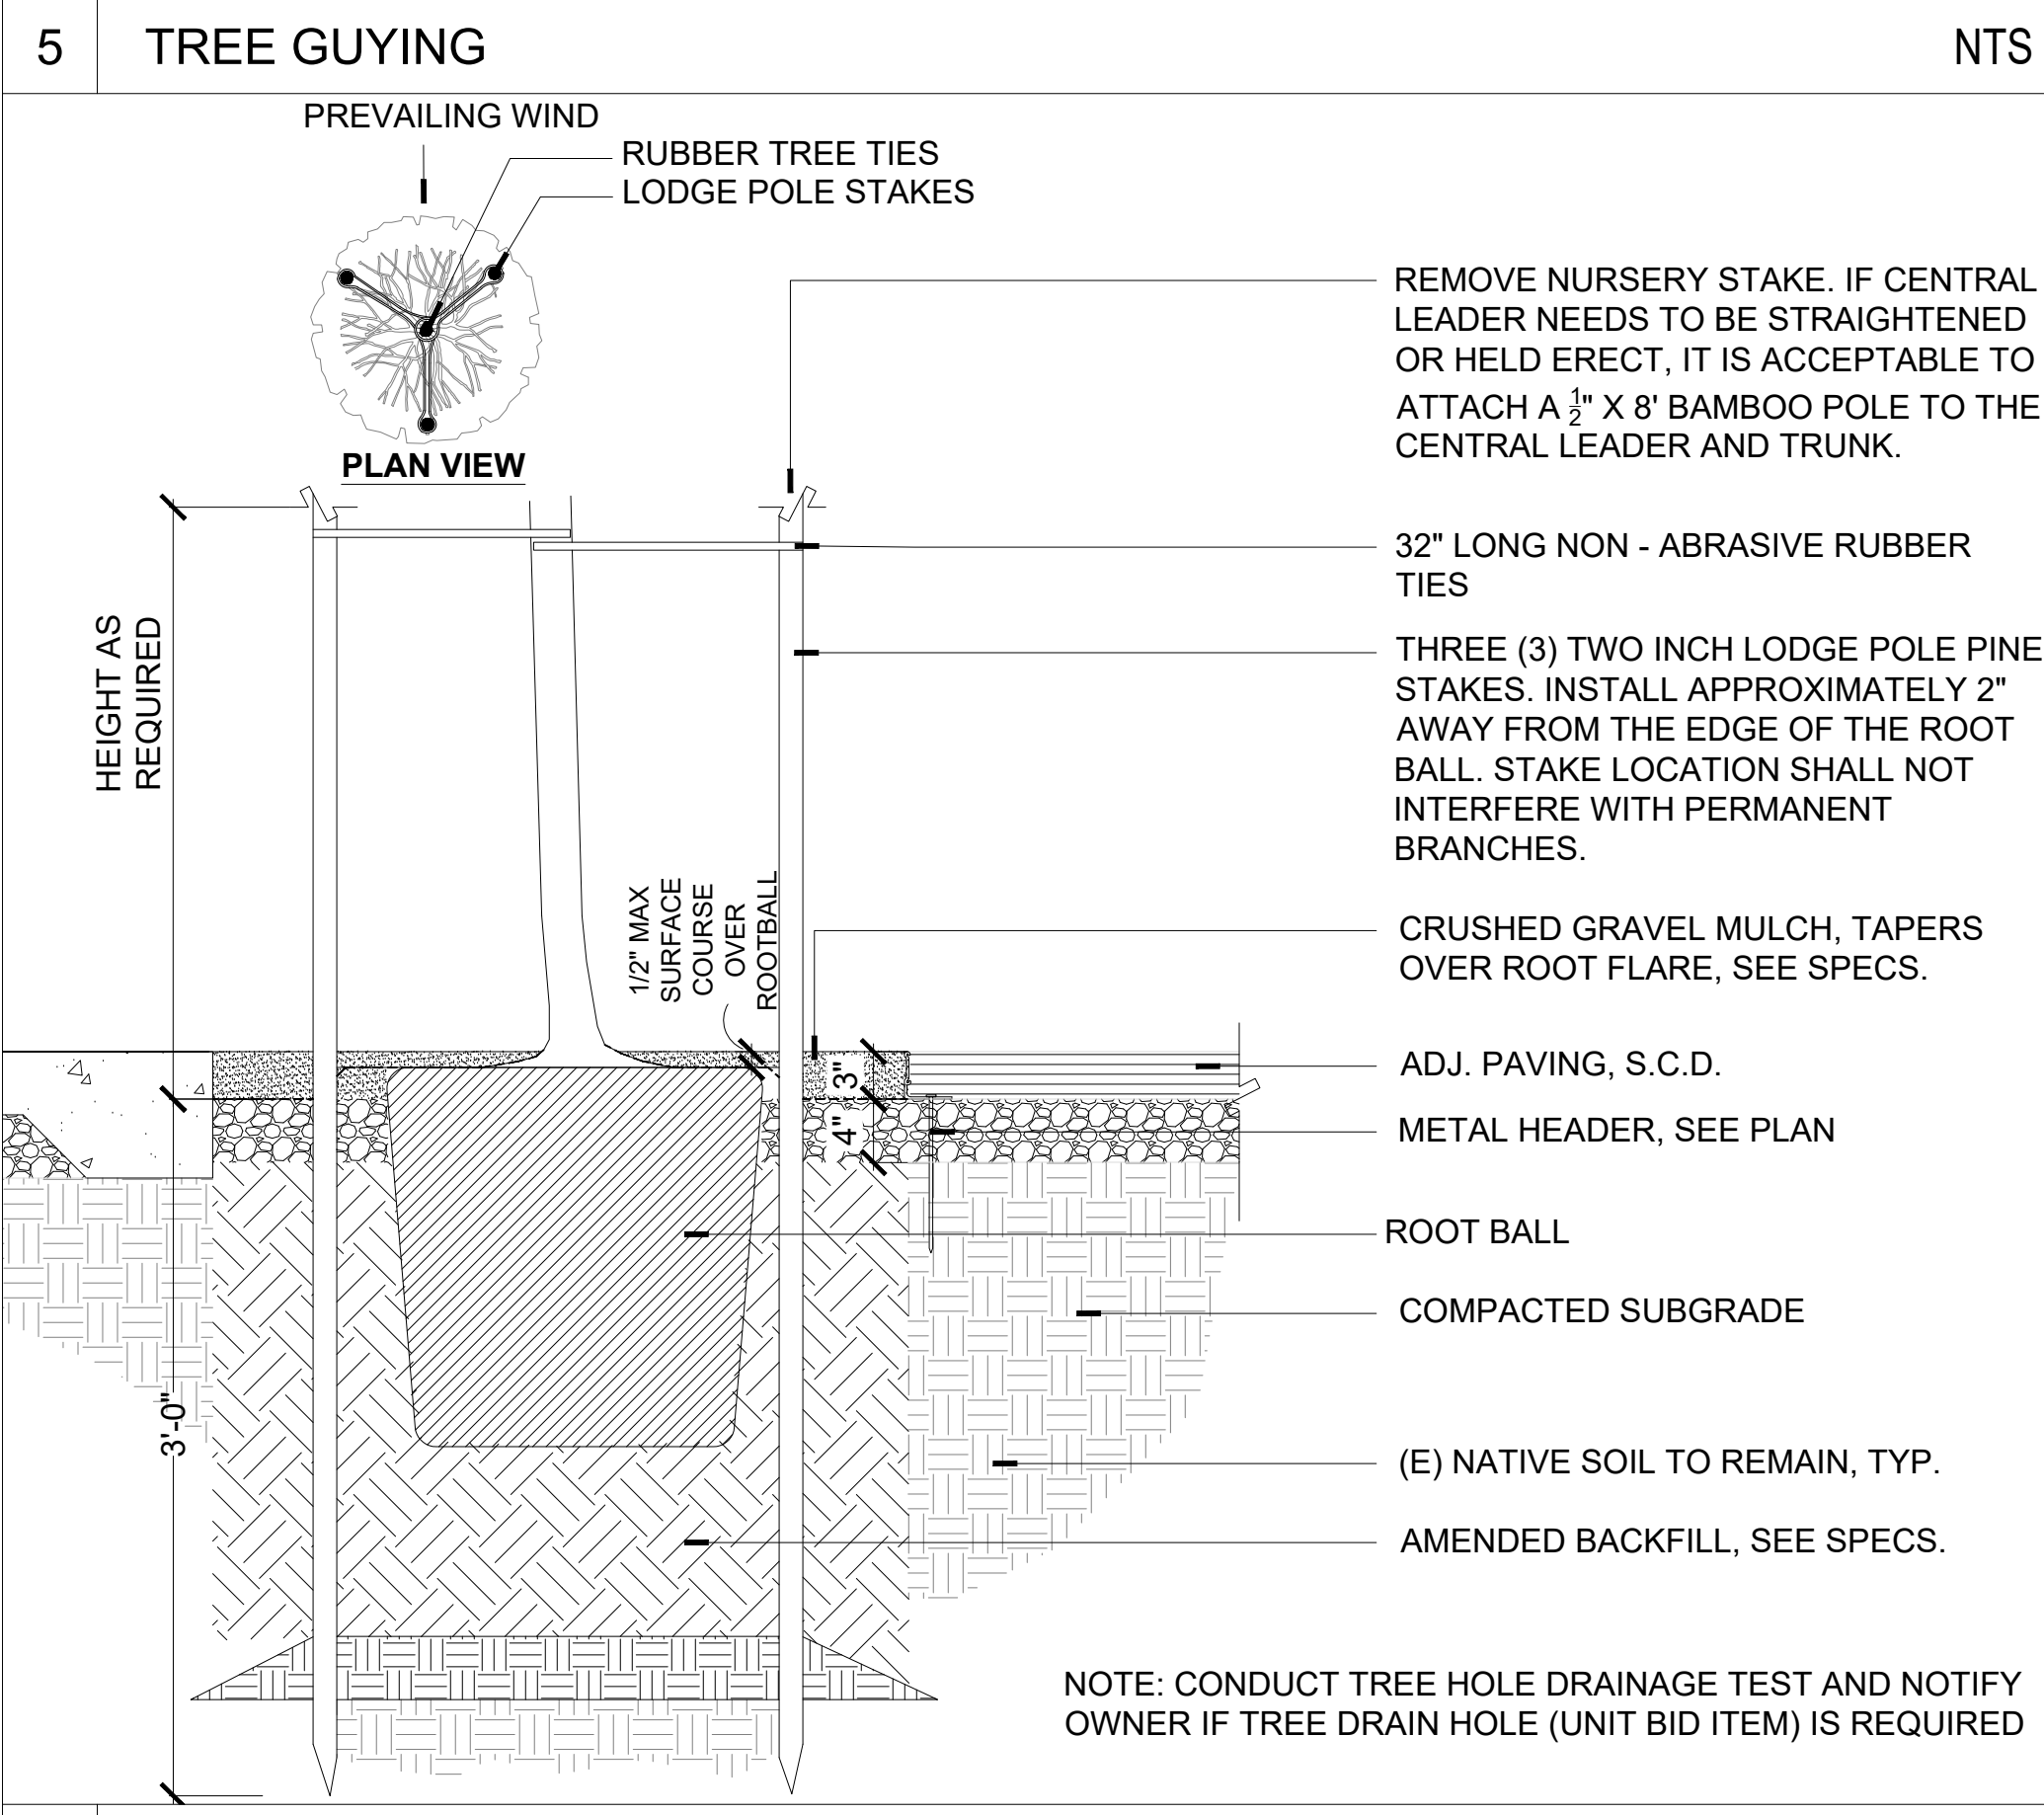 5 TREE GUYING NTS
PREVAILING WIND
RUBBER TREE TIES
LODGE POLE STAKES
PLAN VIEW
REMOVE NURSERY STAKE. IF CENTRAL
LEADER NEEDS TO BE STRAIGHTENED
OR HELD ERECT, IT IS ACCEPTABLE TO
ATTACH A 1/2" X 8' BAMBOO POLE TO THE
CENTRAL LEADER AND TRUNK.
32" LONG NON - ABRASIVE RUBBER
TIES
HEIGHT AS
REQUIRED
THREE (3) TWO INCH LODGE POLE PINE
STAKES. INSTALL APPROXIMATELY 2"
AWAY FROM THE EDGE OF THE ROOT
BALL. STAKE LOCATION SHALL NOT
INTERFERE WITH PERMANENT
BRANCHES.
1/2" MAX
SURFACE
COURSE
OVER
ROOTBALL
CRUSHED GRAVEL MULCH, TAPERS
OVER ROOT FLARE, SEE SPECS.
3"
4"
ADJ. PAVING, S.C.D.
METAL HEADER, SEE PLAN
ROOT BALL
COMPACTED SUBGRADE
3'-0"
(E) NATIVE SOIL TO REMAIN, TYP.
AMENDED BACKFILL, SEE SPECS.
NOTE: CONDUCT TREE HOLE DRAINAGE TEST AND NOTIFY
OWNER IF TREE DRAIN HOLE (UNIT BID ITEM) IS REQUIRED